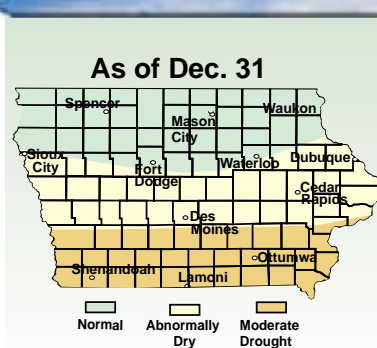 As of Dec. 31
Spencer
Mason
City
Waukon
Sioux
City
Fort
Dodge
Waterloo
Dubuque
Cedar
Rapids
Des
Moines
Ottumwa
Shenandoah
Lamoni
Normal
Abnormally
Dry
Moderate
Drought